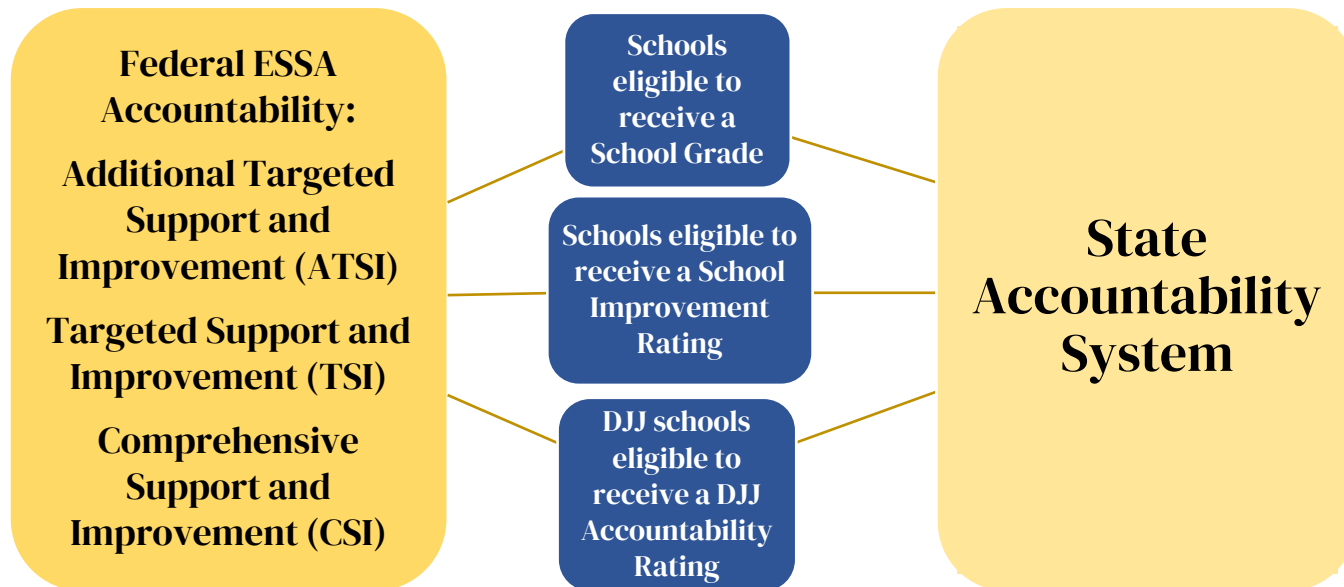 Federal ESSA
Accountability:
Additional Targeted
Support and
Improvement (ATSI)
Targeted Support and
Improvement (TSI)
Comprehensive
Support and
Improvement (CSI)
Schools
eligible to
receive a
School Grade
Schools eligible to
receive a School
Improvement
Rating
DJJ schools
eligible to
receive a DJJ
Accountability
Rating
State
Accountability
System